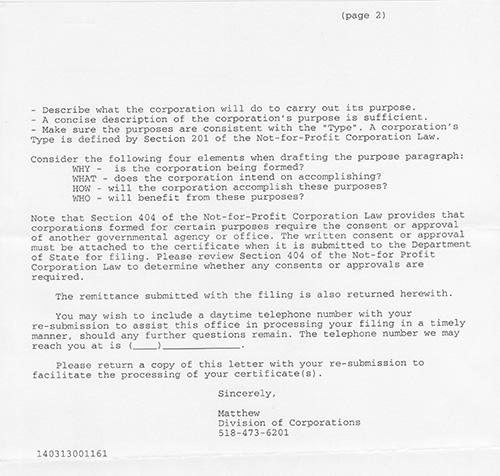 (page 2)
- Describe what the corporation will do to carry out its purpose.
- A concise description of the corporation's purpose is sufficient.
- Make sure the purposes are consistent with the "Type". A corporation's
Type is defined by Section 201 of the Not-for-Profit Corporation Law.
Consider the following four elements when drafting the purpose paragraph:
WHY - is the corporation being formed?
WHAT - does the corporation intend on accomplishing?
HOW - will the corporation accomplish these purposes?
WHO - will benefit from these purposes?
Note that Section 404 of the Not-for-Profit Corporation Law provides that
corporations formed for certain purposes require the consent or approval
of another governmental agency or office. The written consent or approval
must be attached to the certificate when it is submitted to the Department
of State for filing. Please review Section 404 of the Not-for Profit
Corporation Law to determine whether any consents or approvals are
required.
The remittance submitted with the filing is also returned herewith.
You may wish to include a daytime telephone number with your
re-submission to assist this office in processing your filing in a timely
manner, should any further questions remain. The telephone number we may
reach you at is (____)____________.
Please return a copy of this letter with your re-submission to
facilitate the processing of your certificate(s).
Sincerely,
Matthew
Division of Corporations
518-473-6201
140313001161